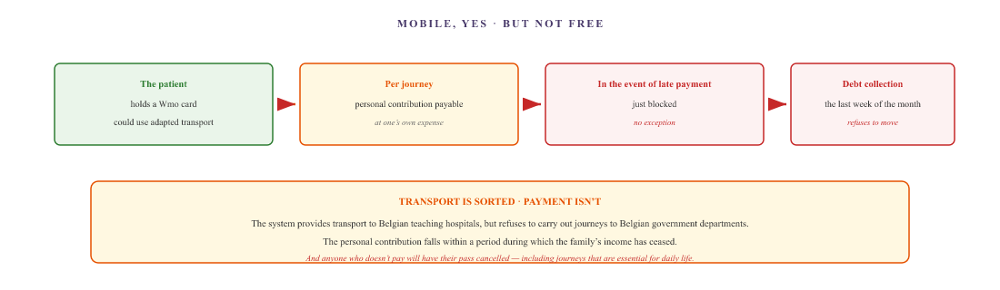 MOBILE, YES · BUT NOT FREE
The patient
holds a Wmo card
could use adapted transport
Per journey
personal contribution payable
at one's own expense
In the event of late payment
just blocked
no exception
Debt collection
the last week of the month
refuses to move
TRANSPORT IS SORTED · PAYMENT ISN'T
The system provides transport to Belgian teaching hospitals, but refuses to carry out journeys to Belgian government departments.
The personal contribution falls within a period during which the family's income has ceased.
And anyone who doesn't pay will have their pass cancelled — including journeys that are essential for daily life.